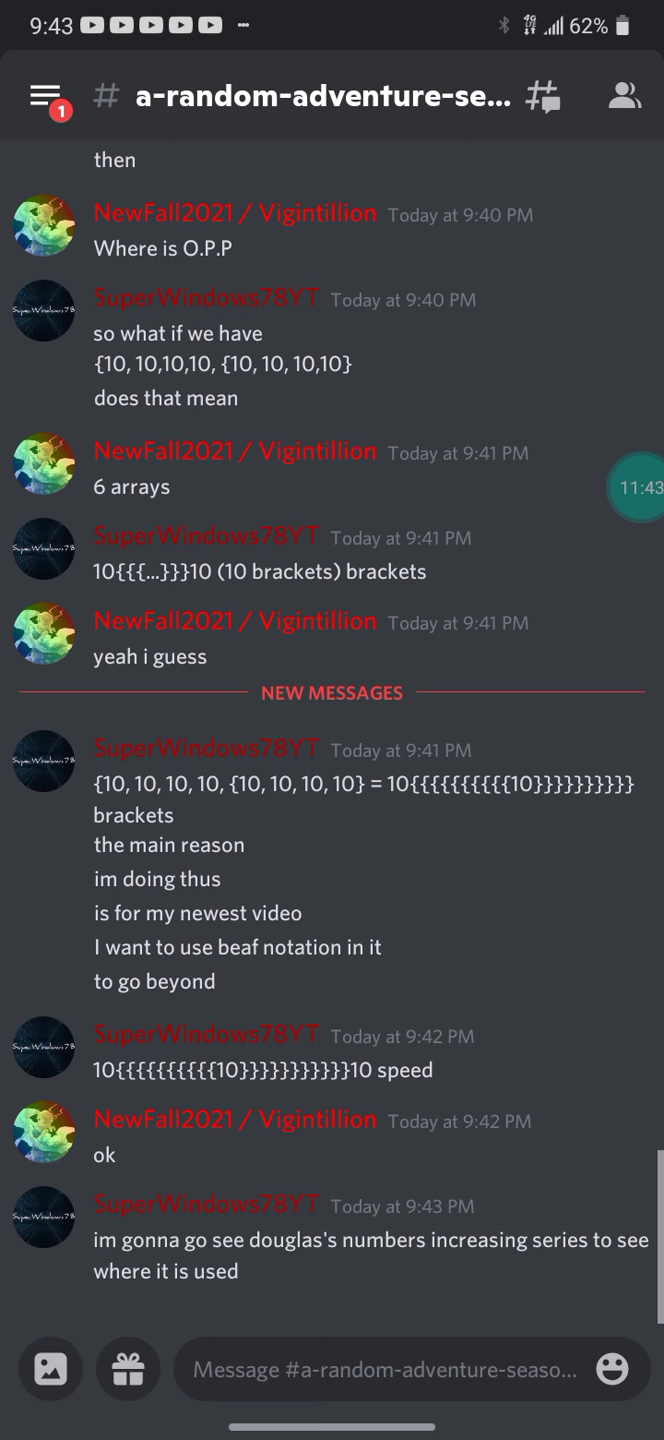 9:43
4G LTE 62%
1
# a-random-adventure-se...
then
NewFall2021 / Vigintillion Today at 9:40 PM
Where is O.P.P
SuperWindows78YT Today at 9:40 PM
so what if we have
{10, 10,10,10, {10, 10, 10,10}
does that mean
NewFall2021 / Vigintillion Today at 9:41 PM
6 arrays
11:43
SuperWindows78YT Today at 9:41 PM
10{{{...}}}10 (10 brackets) brackets
NewFall2021 / Vigintillion Today at 9:41 PM
yeah i guess
NEW MESSAGES
SuperWindows78YT Today at 9:41 PM
{10, 10, 10, 10, {10, 10, 10, 10} = 10{{{{{{{{{{10}}}}}}}}}}
brackets
the main reason
im doing thus
is for my newest video
I want to use beaf notation in it
to go beyond
SuperWindows78YT Today at 9:42 PM
10{{{{{{{{{{10}}}}}}}}}}}10 speed
NewFall2021 / Vigintillion Today at 9:42 PM
ok
SuperWindows78YT Today at 9:43 PM
im gonna go see douglas's numbers increasing series to see
where it is used
Message #a-random-adventure-seaso...